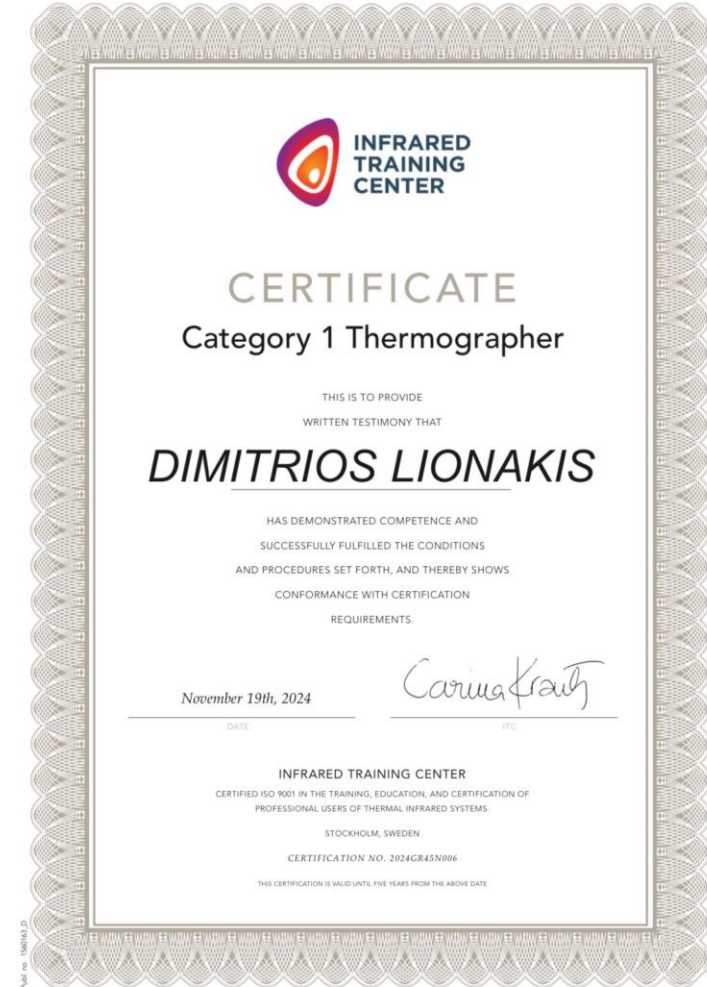 INFRARED
TRAINING
CENTER
CERTIFICATE
Category 1 Thermographer
THIS IS TO PROVIDE
WRITTEN TESTIMONY THAT
DIMITRIOS LIONAKIS
HAS DEMONSTRATED COMPETENCE AND
SUCCESSFULLY FULFILLED THE CONDITIONS
AND PROCEDURES SET FORTH, AND THEREBY SHOWS
CONFORMANCE WITH CERTIFICATION
REQUIREMENTS.
Carina Krautz
November 19th, 2024
DATE
ITC
INFRARED TRAINING CENTER
CERTIFIED ISO 9001 IN THE TRAINING, EDUCATION, AND CERTIFICATION OF
PROFESSIONAL USERS OF THERMAL INFRARED SYSTEMS.
STOCKHOLM, SWEDEN
CERTIFICATION NO. 2024GR45N006
THIS CERTIFICATION IS VALID UNTIL FIVE YEARS FROM THE ABOVE DATE
Publ. no. 1560163_D